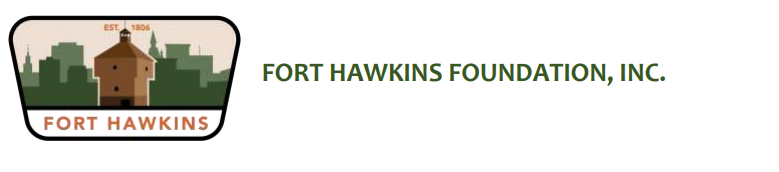 EST. 1806
FORT HAWKINS
FORT HAWKINS FOUNDATION, INC.